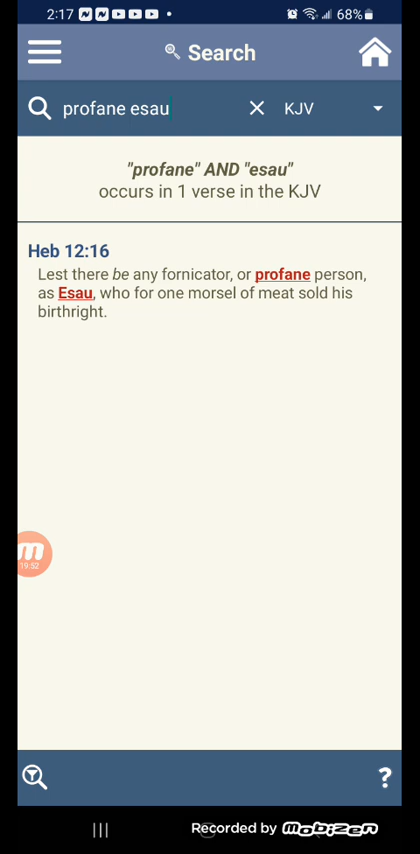 2:17 68%
Search
profane esau KJV
"profane" AND "esau"
occurs in 1 verse in the KJV
Heb 12:16
Lest there be any fornicator, or profane person,
as Esau, who for one morsel of meat sold his
birthright.
m
19:52
?
Recorded by mobizen